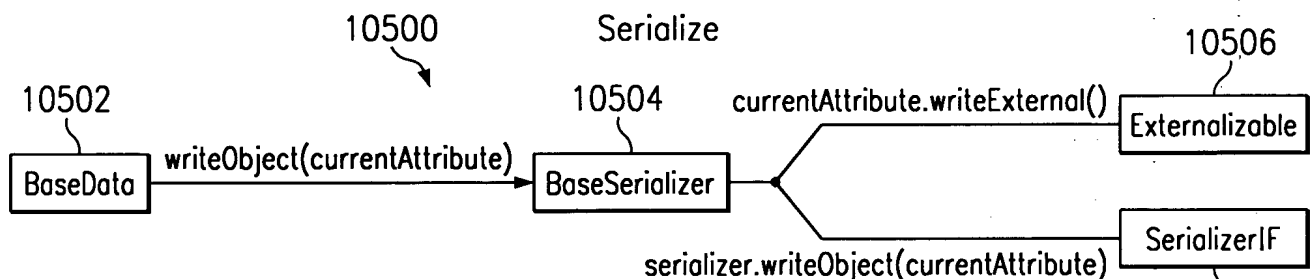 10500
Serialize
10506
10502
10504
currentAttribute.writeExternal()
Externalizable
writeObject(currentAttribute)
BaseData
BaseSerializer
SerializerIF
serializer.writeObject(currentAttribute)